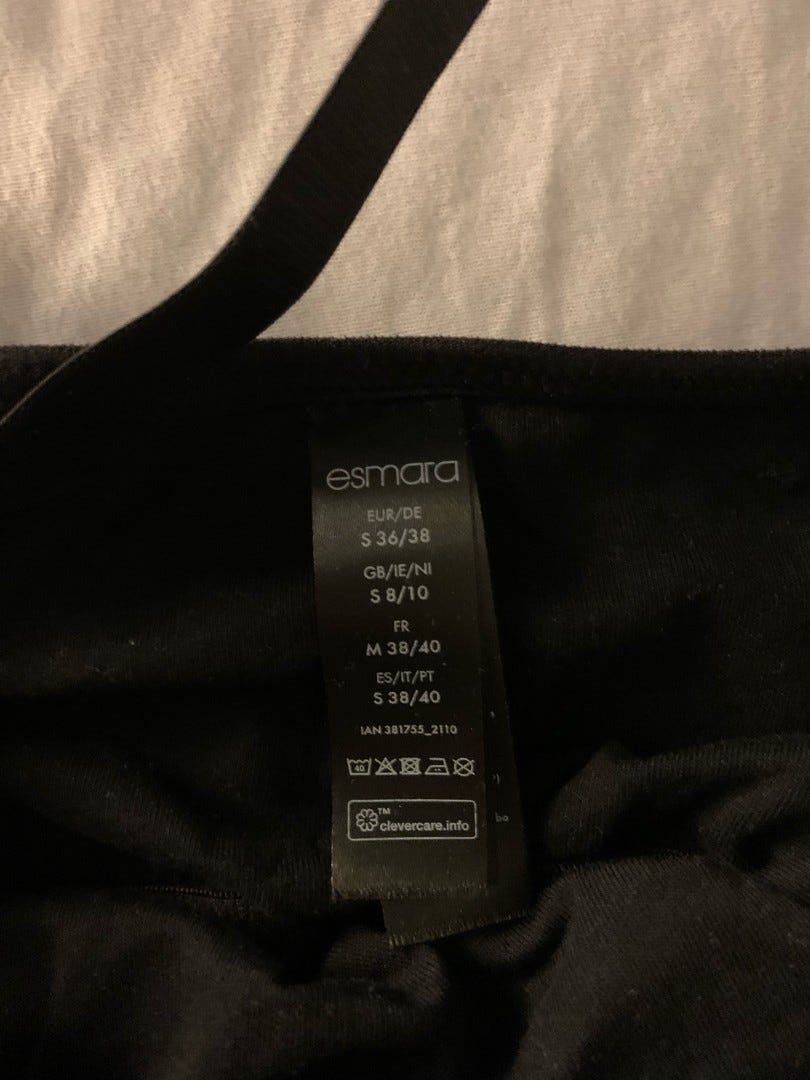 esmara
EUR/DE
S 36/38
GB/IE/NI
S 8/10
FR
M 38/40
ES/IT/PT
S 38/40
IAN 381755_2110
40
™
clevercare.info